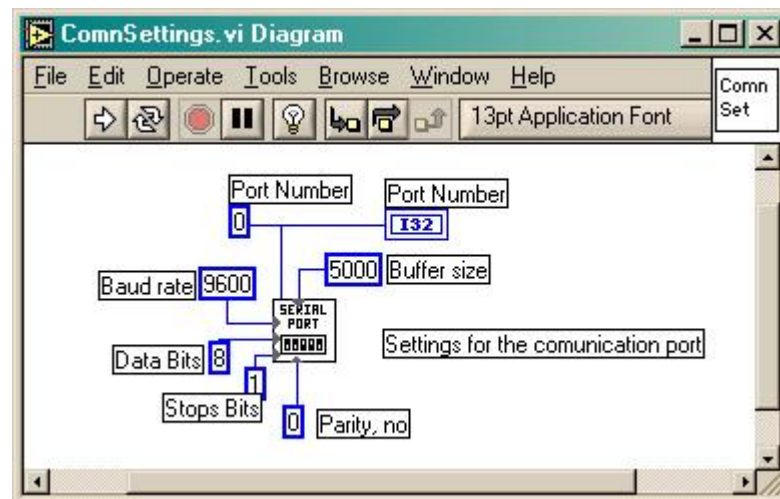 ComnSettings.vi Diagram
File Edit Operate Tools Browse Window Help
Comn
Set
13pt Application Font
Port Number
Port Number
0
I32
5000 Buffer size
Baud rate 9600
SERIAL
PORT
Settings for the comunication port
Data Bits 8
1
Stops Bits
0 Parity, no